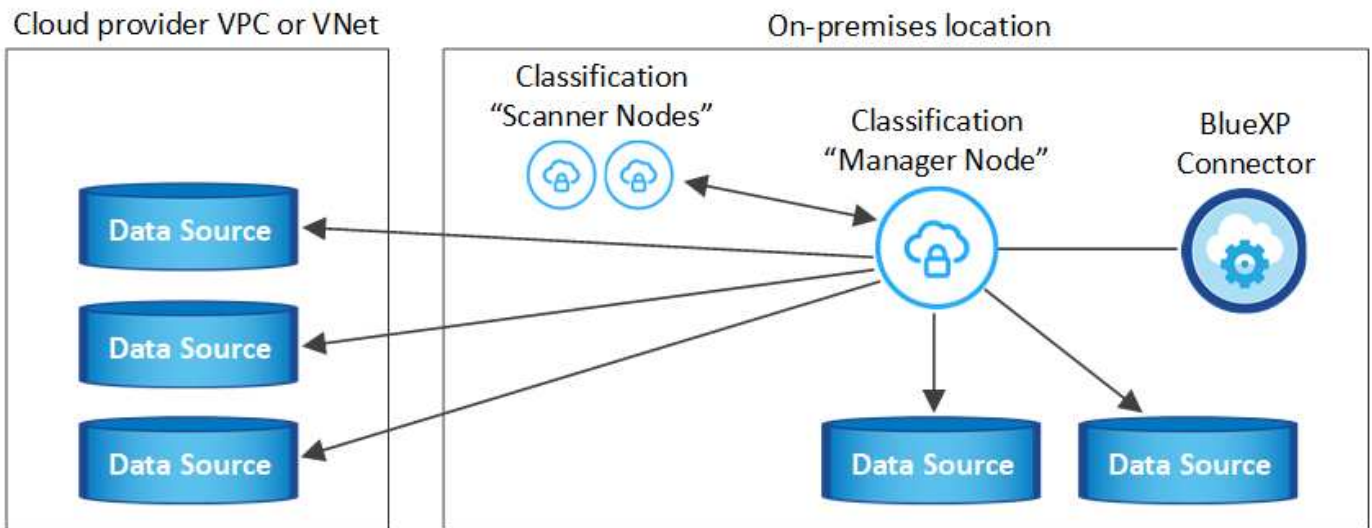 Cloud provider VPC or VNet
On-premises location
Classification
“Scanner Nodes”
Classification
“Manager Node”
BlueXP
Connector
Data Source
Data Source
Data Source
Data Source
Data Source